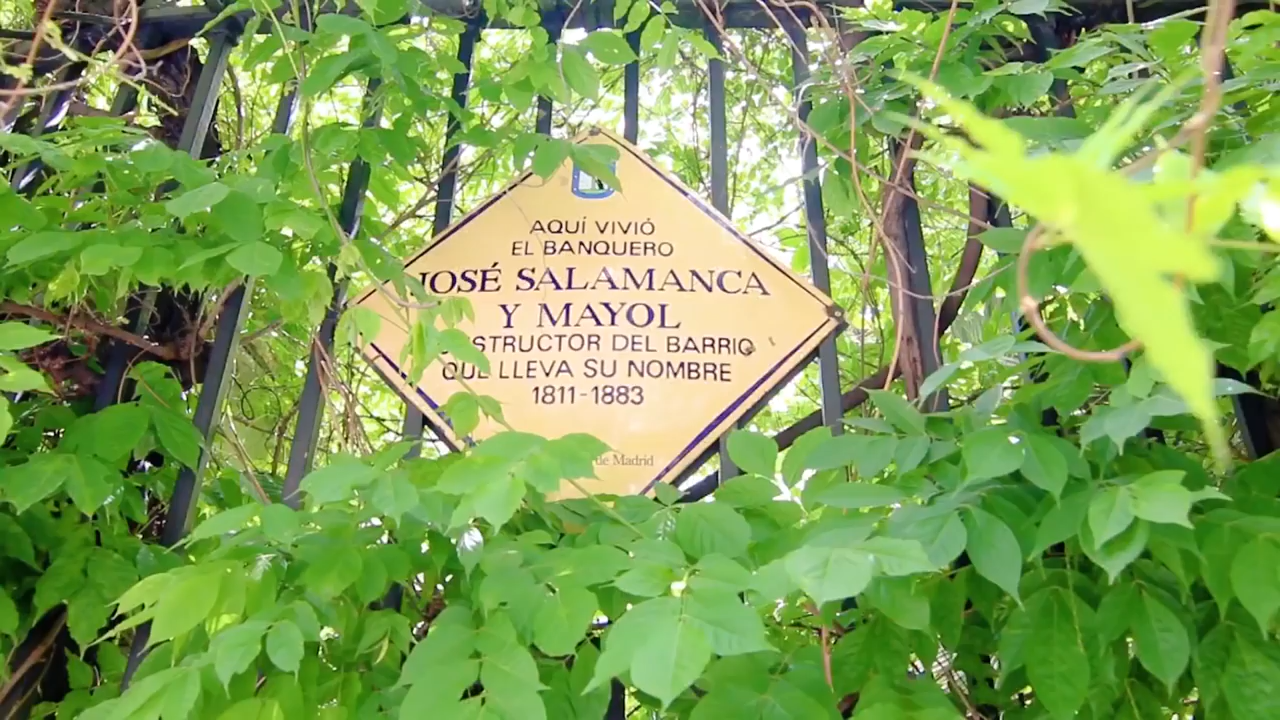 AQUÍ VIVIÓ
EL BANQUERO
JOSÉ SALAMANCA
Y MAYOL
STRUCTOR DEL BARRIO
QUE LLEVA SU NOMBRE
1811-1883
de Madrid